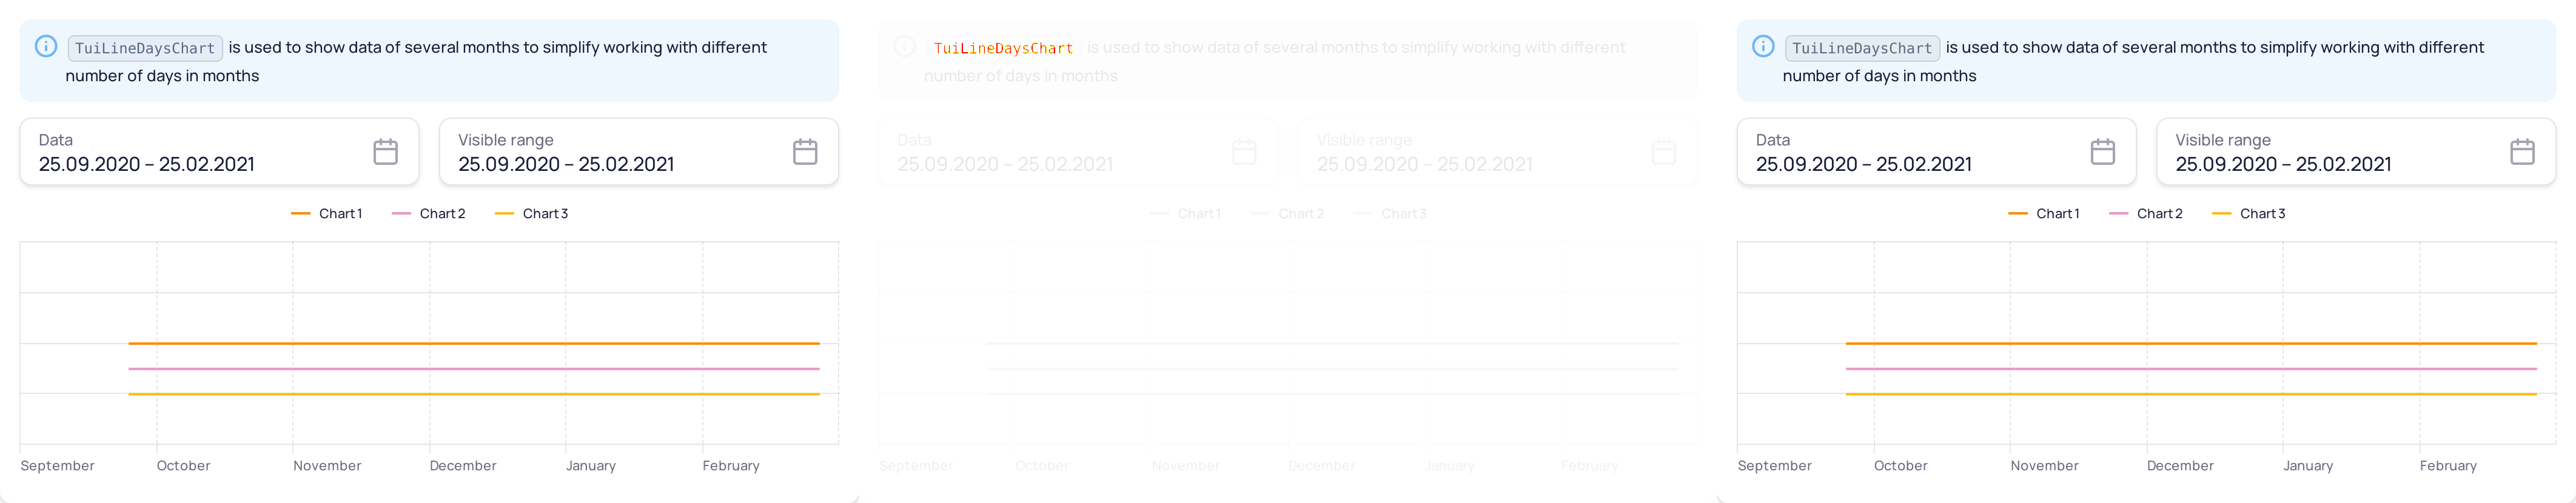 TuiLineDaysChart is used to show data of several months to simplify working with different
number of days in months
Data
25.09.2020 – 25.02.2021
Visible range
25.09.2020 – 25.02.2021
Chart 1 Chart 2 Chart 3
September October November December January February
TuiLineDaysChart is used to show data of several months to simplify working with different
number of days in months
Data
25.09.2020 – 25.02.2021
Visible range
25.09.2020 – 25.02.2021
Chart 1 Chart 2 Chart 3
September October November December January February
TuiLineDaysChart is used to show data of several months to simplify working with different
number of days in months
Data
25.09.2020 – 25.02.2021
Visible range
25.09.2020 – 25.02.2021
Chart 1 Chart 2 Chart 3
September October November December January February